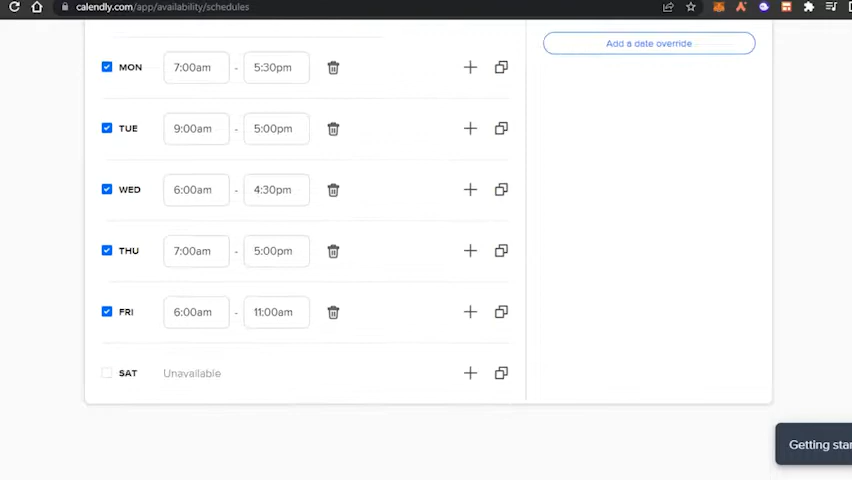 calendly.com/app/availability/schedules
Add a date override
MON 7:00am - 5:30pm
TUE 9:00am - 5:00pm
WED 6:00am - 4:30pm
THU 7:00am - 5:00pm
FRI 6:00am - 11:00am
SAT Unavailable
Getting star